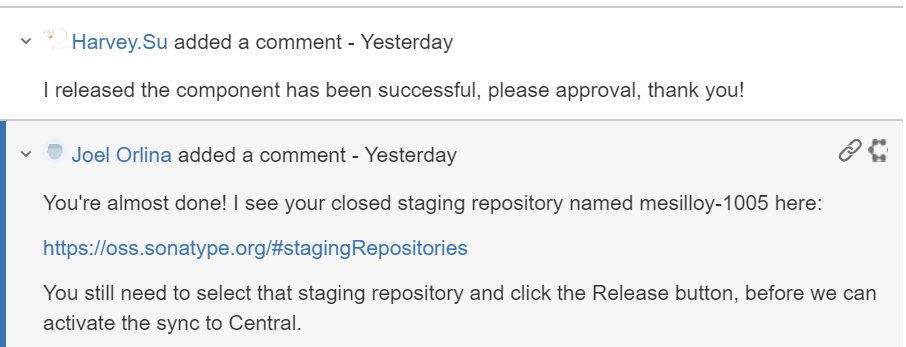 Harvey.Su added a comment - Yesterday
I released the component has been successful, please approval, thank you!
Joel Orlina added a comment - Yesterday
You're almost done! I see your closed staging repository named mesilloy-1005 here:
https://oss.sonatype.org/#stagingRepositories
You still need to select that staging repository and click the Release button, before we can
activate the sync to Central.